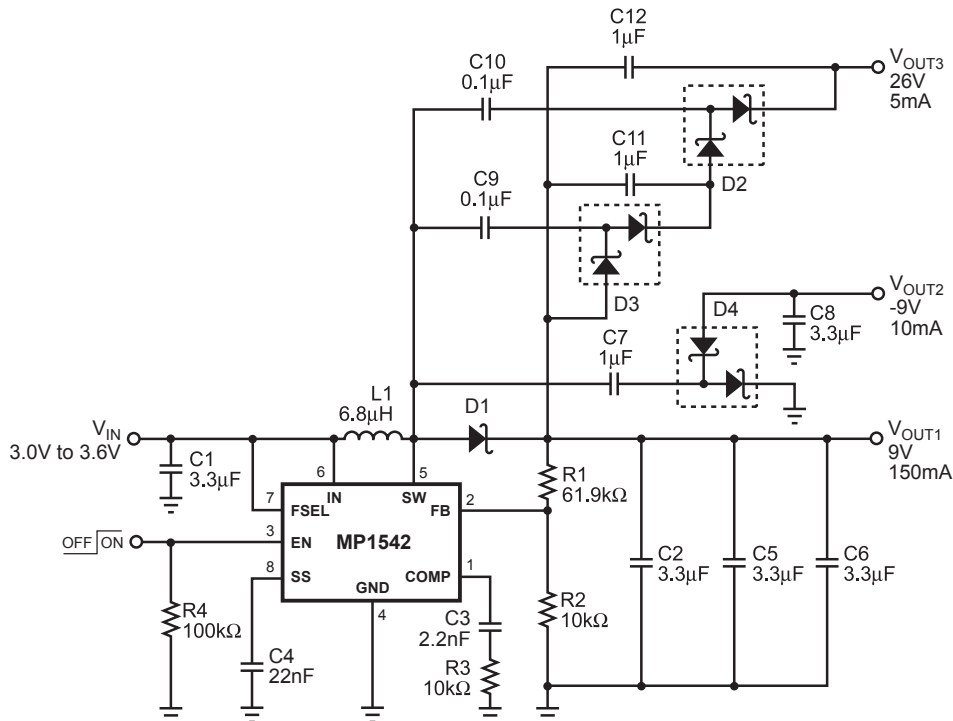 C12
1μF
VOUT3
26V
5mA
C10
0.1μF
C11
1μF
D2
C9
0.1μF
D3
VOUT2
-9V
10mA
D4
C8
3.3μF
C7
1μF
L1
6.8μH
D1
VIN
3.0V to 3.6V
VOUT1
9V
150mA
C1
3.3μF
6
5
IN
SW
R1
61.9kΩ
7
FSEL
FB
2
OFF ON
3
EN
MP1542
8
SS
COMP
1
GND
4
C2
3.3μF
C5
3.3μF
C6
3.3μF
R4
100kΩ
C4
22nF
C3
2.2nF
R3
10kΩ
R2
10kΩ